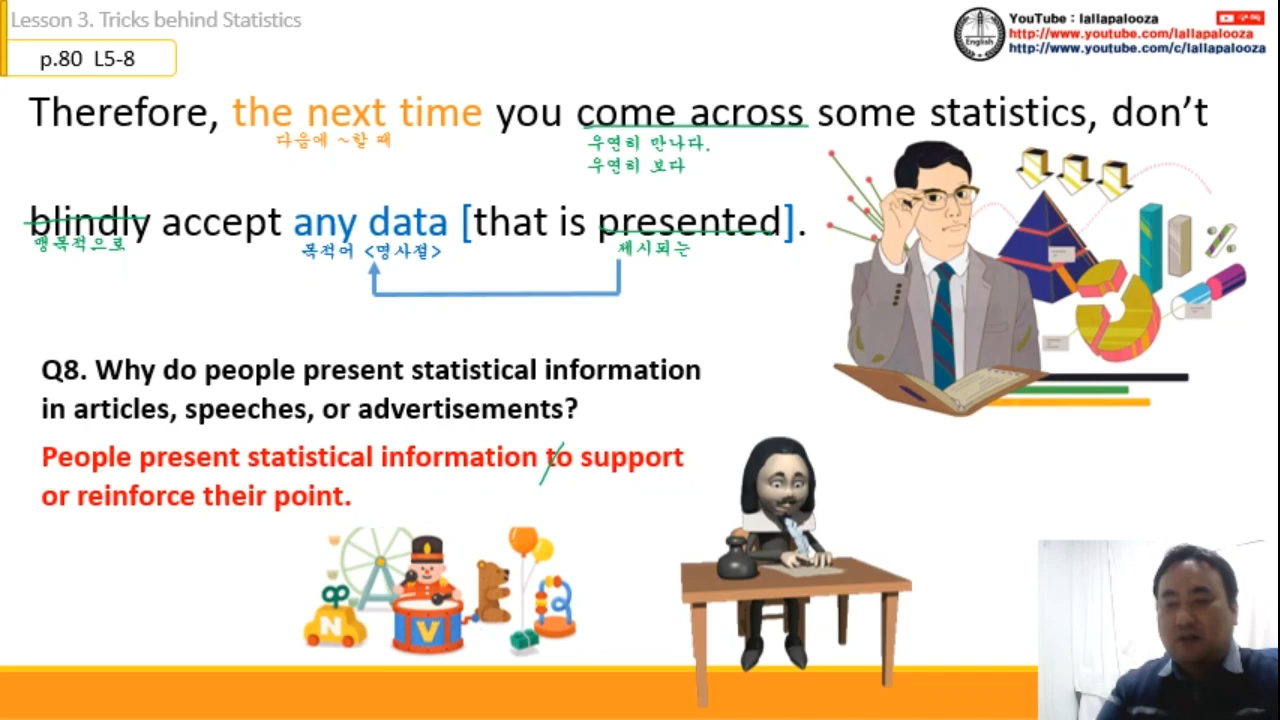 Lesson 3. Tricks behind Statistics
YouTube : lallapalooza
구독
http://www.youtube.com/lallapalooza
http://www.youtube.com/c/lallapalooza
English
p.80 L5-8
Therefore, the next time you come across some statistics, don't
다음에 ~할 때
우연히 만나다.
우연히 보다
blindly accept any data [that is presented].
맹목적으로
목적어 <명사절>
제시되는
Q8. Why do people present statistical information
in articles, speeches, or advertisements?
People present statistical information to support
or reinforce their point.
N V